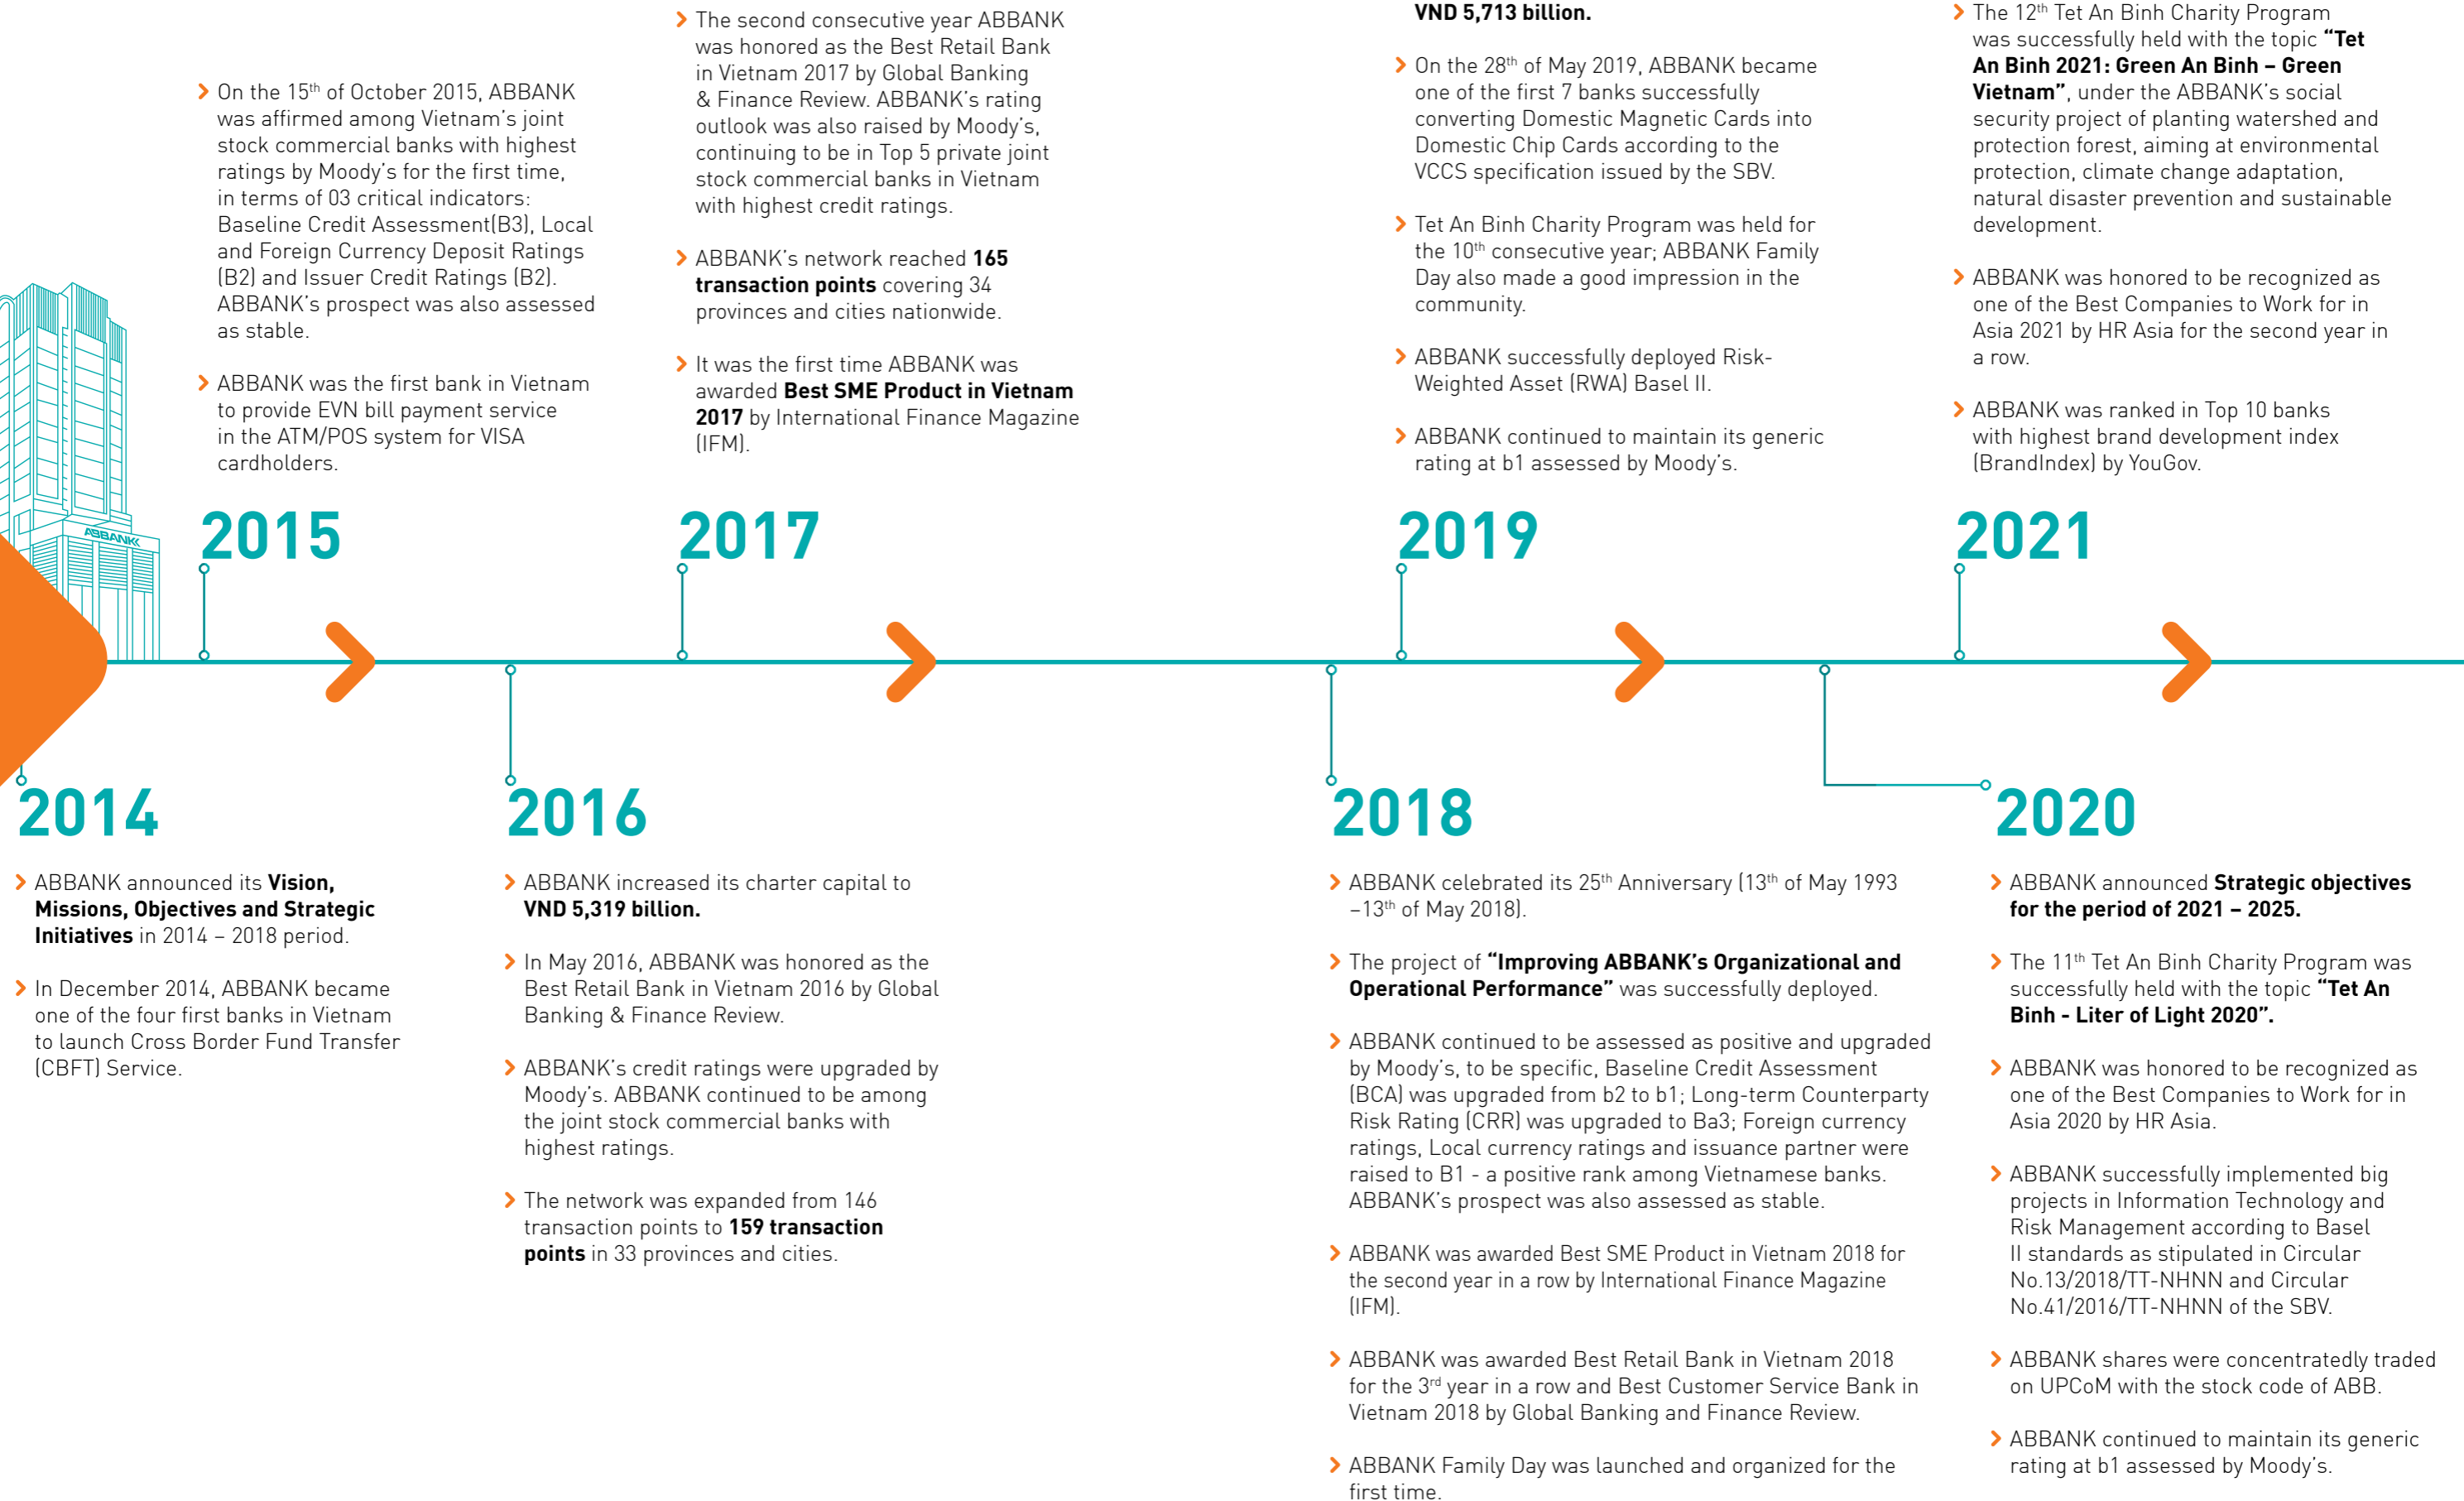 On the 15th of October 2015, ABBANK
was affirmed among Vietnam's joint
stock commercial banks with highest
ratings by Moody's for the first time,
in terms of 03 critical indicators:
Baseline Credit Assessment(B3), Local
and Foreign Currency Deposit Ratings
(B2) and Issuer Credit Ratings (B2).
ABBANK's prospect was also assessed
as stable.
ABBANK was the first bank in Vietnam
to provide EVN bill payment service
in the ATM/POS system for VISA
cardholders.
2015
The second consecutive year ABBANK
was honored as the Best Retail Bank
in Vietnam 2017 by Global Banking
& Finance Review. ABBANK's rating
outlook was also raised by Moody's,
continuing to be in Top 5 private joint
stock commercial banks in Vietnam
with highest credit ratings.
ABBANK's network reached 165
transaction points covering 34
provinces and cities nationwide.
It was the first time ABBANK was
awarded Best SME Product in Vietnam
2017 by International Finance Magazine
(IFM).
2017
VND 5,713 billion.
On the 28th of May 2019, ABBANK became
one of the first 7 banks successfully
converting Domestic Magnetic Cards into
Domestic Chip Cards according to the
VCCS specification issued by the SBV.
Tet An Binh Charity Program was held for
the 10th consecutive year; ABBANK Family
Day also made a good impression in the
community.
ABBANK successfully deployed Risk-
Weighted Asset (RWA) Basel II.
ABBANK continued to maintain its generic
rating at b1 assessed by Moody's.
2019
The 12th Tet An Binh Charity Program
was successfully held with the topic “Tet
An Binh 2021: Green An Binh – Green
Vietnam”, under the ABBANK's social
security project of planting watershed and
protection forest, aiming at environmental
protection, climate change adaptation,
natural disaster prevention and sustainable
development.
ABBANK was honored to be recognized as
one of the Best Companies to Work for in
Asia 2021 by HR Asia for the second year in
a row.
ABBANK was ranked in Top 10 banks
with highest brand development index
(BrandIndex) by YouGov.
2021
ABBANK
2014
ABBANK announced its Vision,
Missions, Objectives and Strategic
Initiatives in 2014 – 2018 period.
In December 2014, ABBANK became
one of the four first banks in Vietnam
to launch Cross Border Fund Transfer
(CBFT) Service.
2016
ABBANK increased its charter capital to
VND 5,319 billion.
In May 2016, ABBANK was honored as the
Best Retail Bank in Vietnam 2016 by Global
Banking & Finance Review.
ABBANK's credit ratings were upgraded by
Moody's. ABBANK continued to be among
the joint stock commercial banks with
highest ratings.
The network was expanded from 146
transaction points to 159 transaction
points in 33 provinces and cities.
2018
ABBANK celebrated its 25th Anniversary (13th of May 1993
–13th of May 2018).
The project of “Improving ABBANK's Organizational and
Operational Performance” was successfully deployed.
ABBANK continued to be assessed as positive and upgraded
by Moody's, to be specific, Baseline Credit Assessment
(BCA) was upgraded from b2 to b1; Long-term Counterparty
Risk Rating (CRR) was upgraded to Ba3; Foreign currency
ratings, Local currency ratings and issuance partner were
raised to B1 - a positive rank among Vietnamese banks.
ABBANK's prospect was also assessed as stable.
ABBANK was awarded Best SME Product in Vietnam 2018 for
the second year in a row by International Finance Magazine
(IFM).
ABBANK was awarded Best Retail Bank in Vietnam 2018
for the 3rd year in a row and Best Customer Service Bank in
Vietnam 2018 by Global Banking and Finance Review.
ABBANK Family Day was launched and organized for the
first time.
2020
ABBANK announced Strategic objectives
for the period of 2021 – 2025.
The 11th Tet An Binh Charity Program was
successfully held with the topic “Tet An
Binh - Liter of Light 2020”.
ABBANK was honored to be recognized as
one of the Best Companies to Work for in
Asia 2020 by HR Asia.
ABBANK successfully implemented big
projects in Information Technology and
Risk Management according to Basel
II standards as stipulated in Circular
No.13/2018/TT-NHNN and Circular
No.41/2016/TT-NHNN of the SBV.
ABBANK shares were concentratedly traded
on UPCoM with the stock code of ABB.
ABBANK continued to maintain its generic
rating at b1 assessed by Moody's.